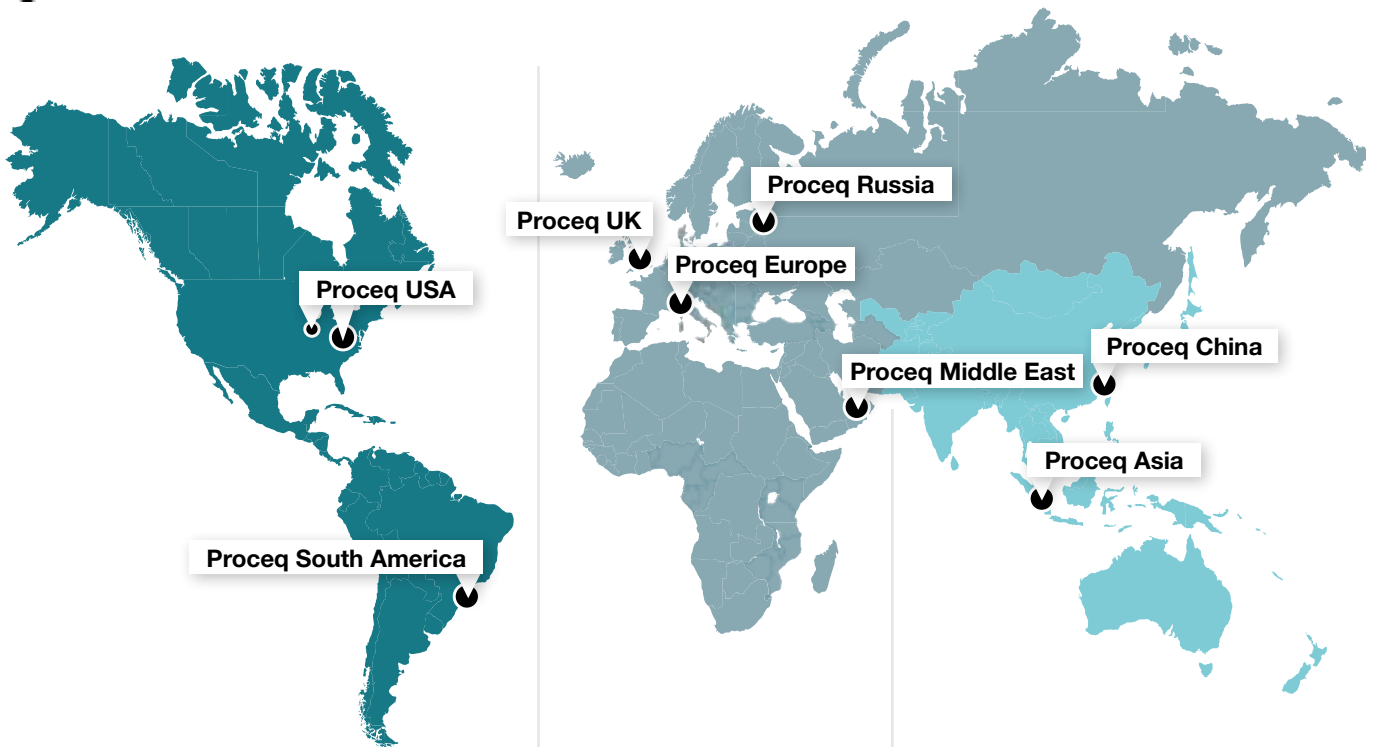 Proceq Russia
Proceq UK
Proceq Europe
Proceq USA
Proceq China
Proceq Middle East
Proceq Asia
Proceq South America